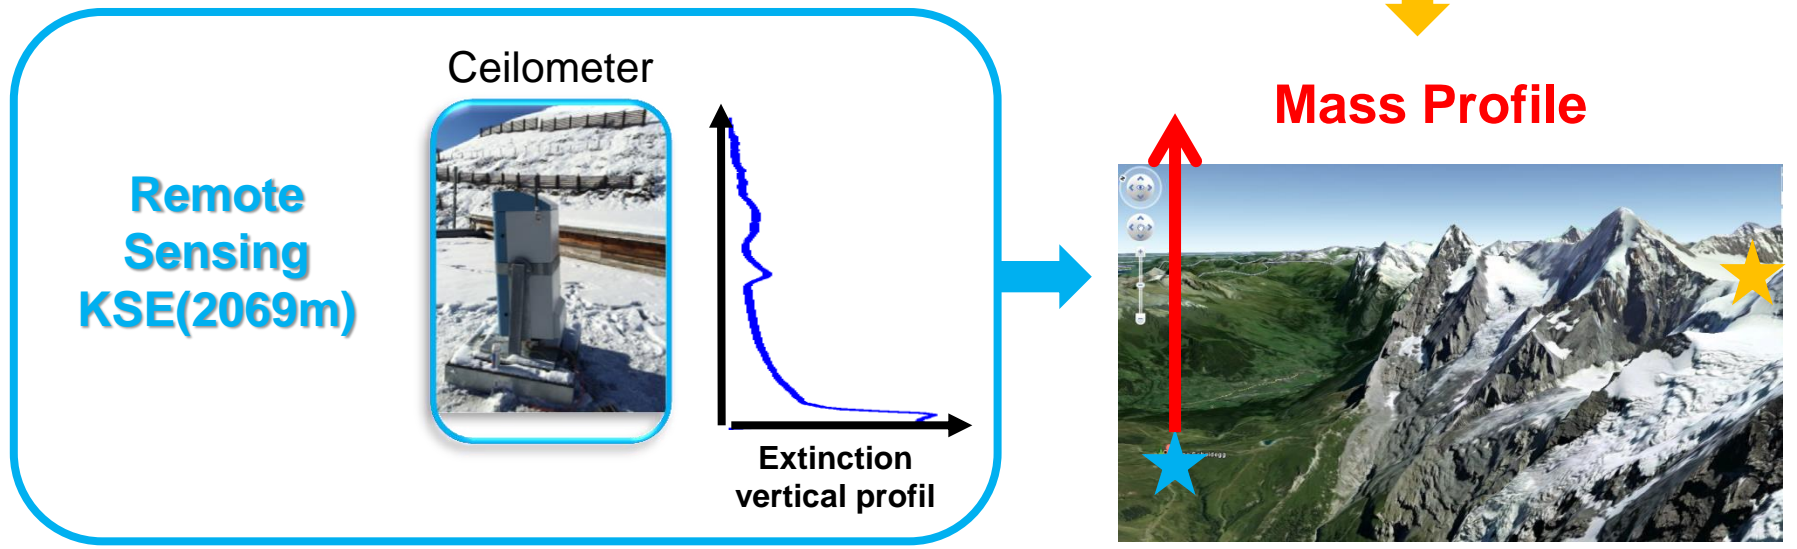 Ceilometer
Mass Profile
Remote
Sensing
KSE(2069m)
Extinction
vertical profil